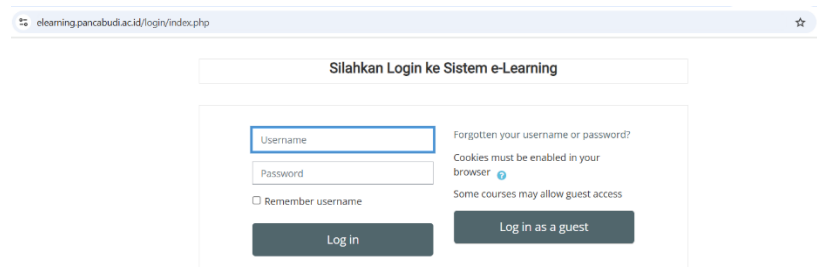 elearning.pancabudi.ac.id/login/index.php
Silahkan Login ke Sistem e-Learning
Username
Password
Remember username
Log in
Forgotten your username or password?
Cookies must be enabled in your
browser ?
Some courses may allow guest access
Log in as a guest